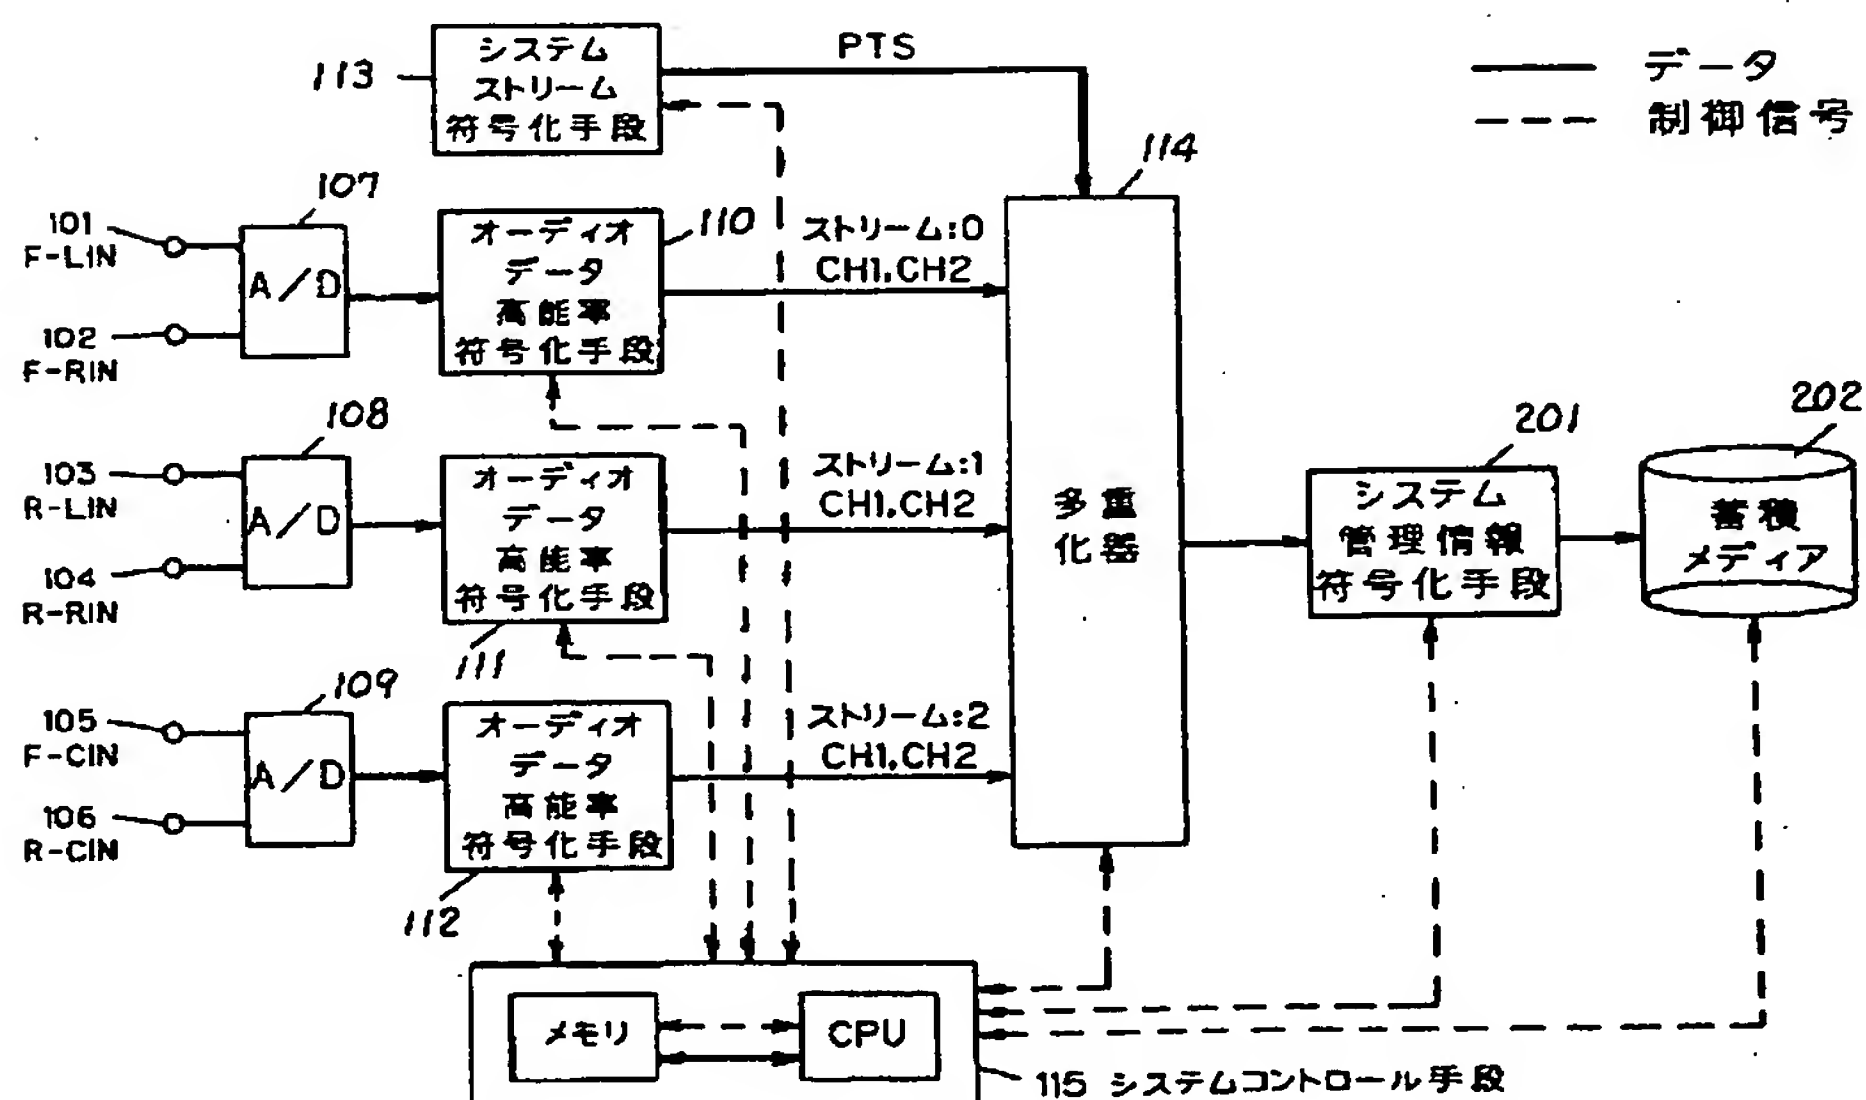 システム
ストリーム
符号化手段
113
PTS
データ
制御信号
114
107
101
F-LIN
A/D
102
F-RIN
110
オーディオ
データ
高能率
符号化手段
ストリーム:0
CH1,CH2
108
103
R-LIN
A/D
104
R-RIN
オーディオ
データ
高能率
符号化手段
111
ストリーム:1
CH1,CH2
多重
化器
201
システム
管理情報
符号化手段
202
蓄積
メディア
109
105
F-CIN
A/D
106
R-CIN
オーディオ
データ
高能率
符号化手段
112
ストリーム:2
CH1,CH2
メモリ
CPU
115 システムコントロール手段